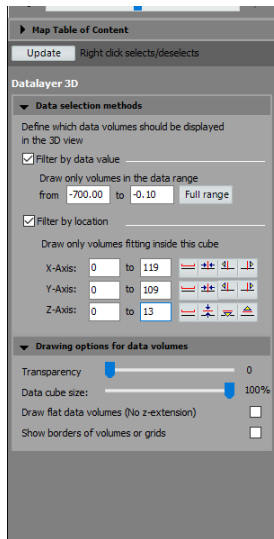 Map Table of Content
Update Right click selects/deselects
Datalayer 3D
Data selection methods
Define which data volumes should be displayed
in the 3D view
Filter by data value
Draw only volumes in the data range
from -700.00 to -0.10 Full range
Filter by location
Draw only volumes fitting inside this cube
X-Axis: 0 to 119
Y-Axis: 0 to 109
Z-Axis: 0 to 13
Drawing options for data volumes
Transparency 0
Data cube size: 100%
Draw flat data volumes (No z-extension)
Show borders of volumes or grids